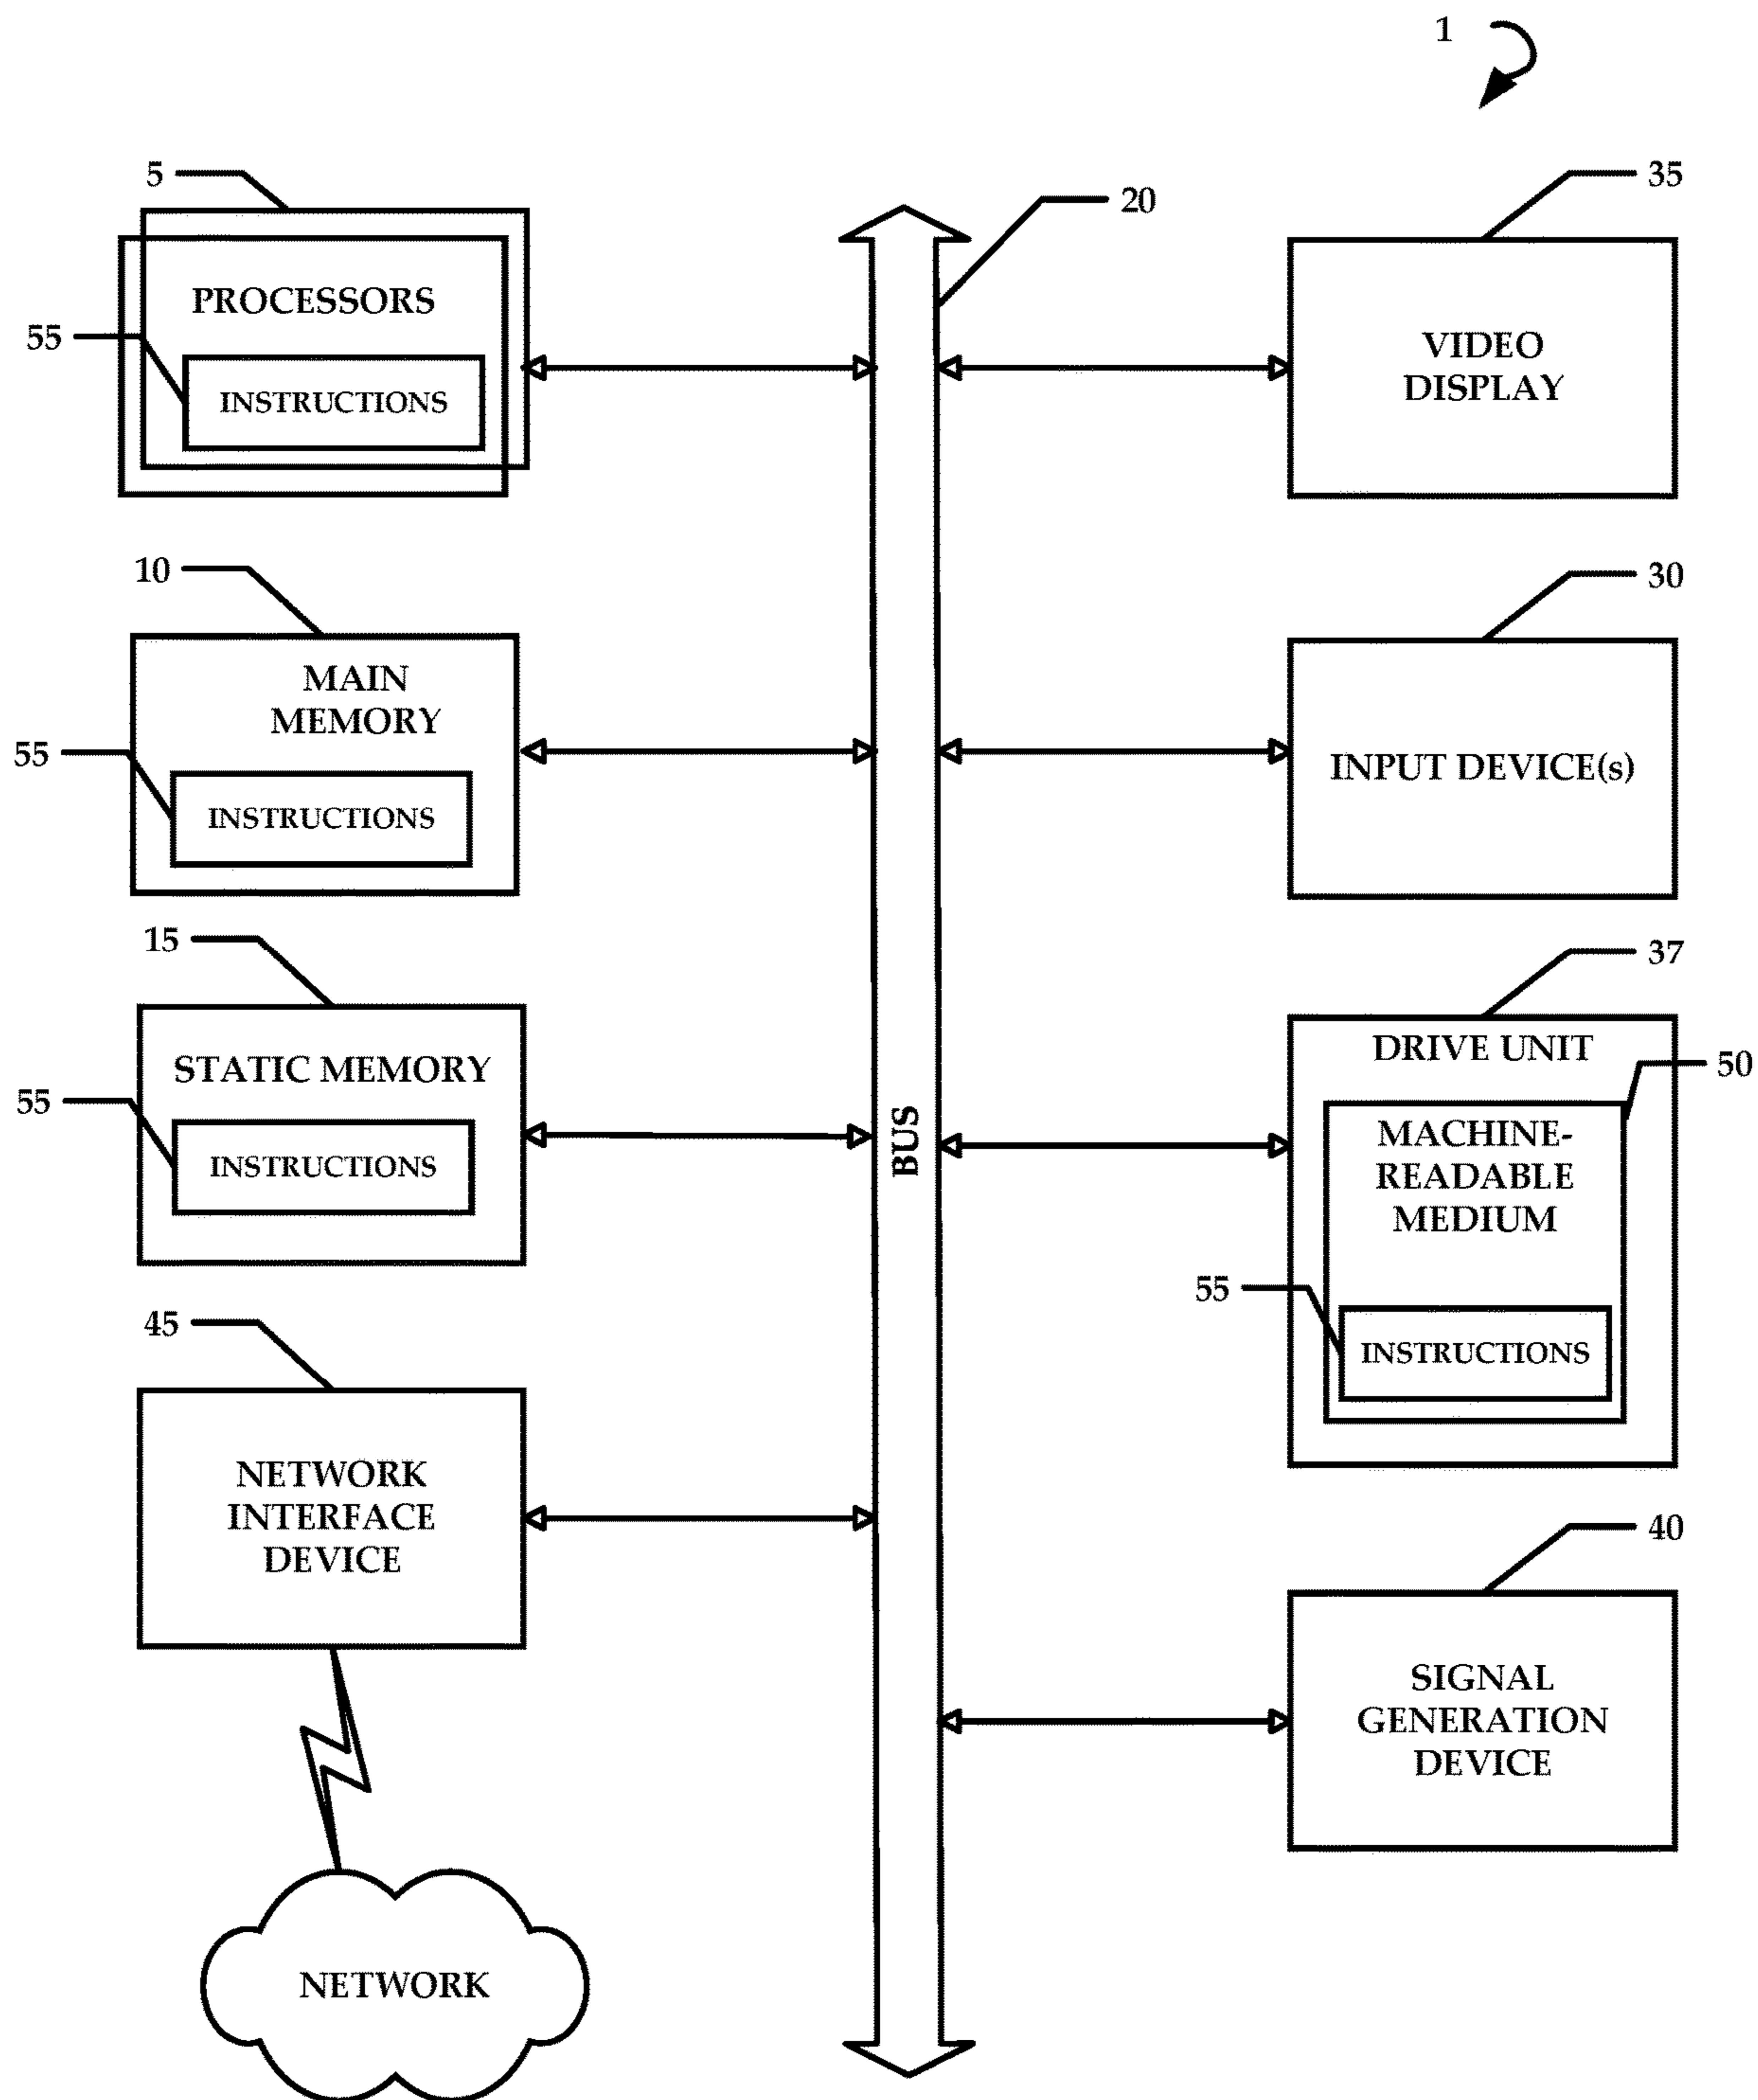 1
5
20
35
PROCESSORS
55
INSTRUCTIONS
VIDEO
DISPLAY
10
30
MAIN
MEMORY
55
INSTRUCTIONS
INPUT DEVICE(s)
15
37
STATIC MEMORY
55
INSTRUCTIONS
BUS
DRIVE UNIT
50
MACHINE-
READABLE
MEDIUM
55
INSTRUCTIONS
45
NETWORK
INTERFACE
DEVICE
40
SIGNAL
GENERATION
DEVICE
NETWORK